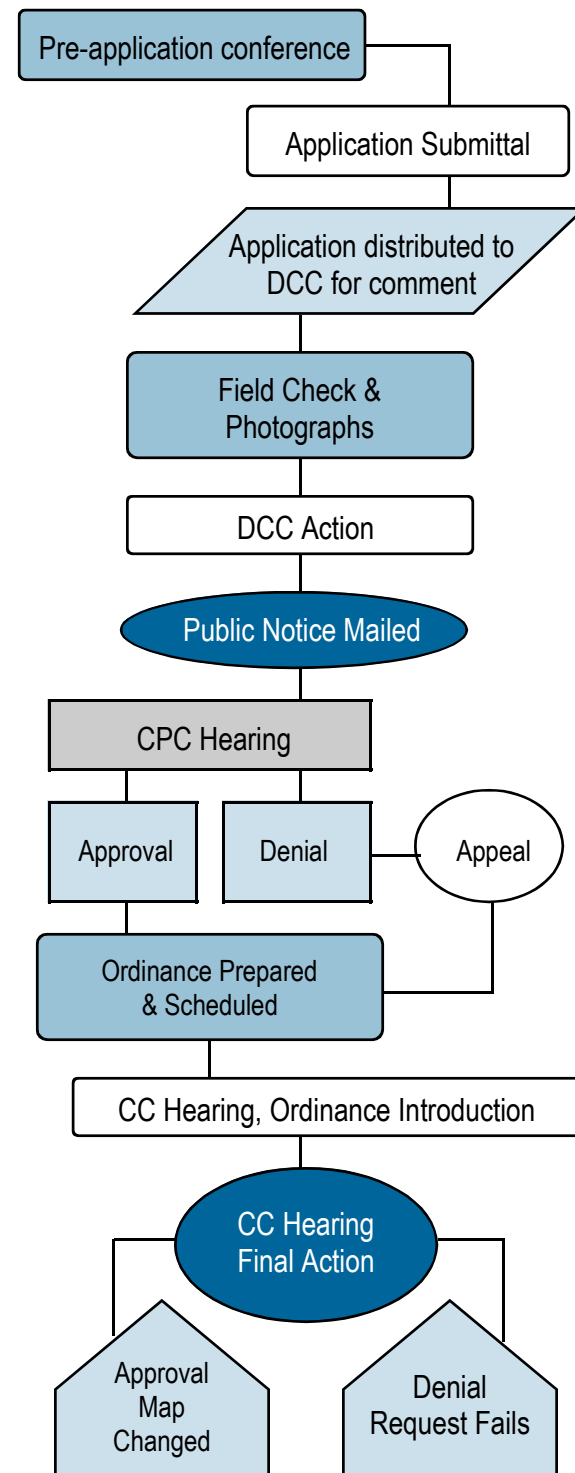 Pre-application conference
Application Submittal
Application distributed to
DCC for comment
Field Check &
Photographs
DCC Action
Public Notice Mailed
CPC Hearing
Approval
Denial
Appeal
Ordinance Prepared
& Scheduled
CC Hearing, Ordinance Introduction
CC Hearing
Final Action
Approval
Map
Changed
Denial
Request Fails